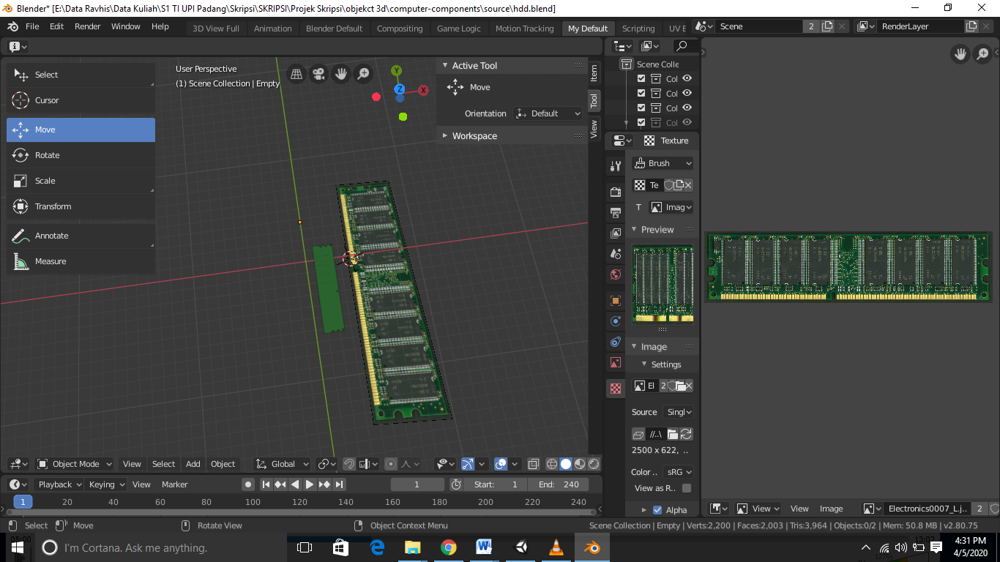 Blender* [E:\Data Ravhis\Data Kuliah\S1 TI UPI Padang\Skripsi\SKRIPSI\Projek Skripsi\objekct 3d\computer-components\source\hdd.blend]
File Edit Render Window Help 3D View Full Animation Blender Default Compositing Game Logic Motion Tracking My Default Scripting UV E Scene 2 RenderLayer
Select
Cursor
Move
Rotate
Scale
Transform
Annotate
Measure
User Perspective
(1) Scene Collection | Empty
Y
Z
X
Active Tool
Move
Orientation Default
Workspace
Item
Tool
View
Scene Colle
Col
Col
Col
Col
Texture
Brush
Te
T Imag
Preview
Image
Settings
El 2
Source Singl
//..\
2500 x 622, ..
Color .. sRG
View as R..
Alpha
Object Mode View Select Add Object Global
Playback Keying View Marker 1 Start: 1 End: 240
1 20 40 60 80 100 120 140 160 180 200 220 240
View View Image Electronics0007_L.j.. 2
Select Move Rotate View Object Context Menu Scene Collection | Empty | Verts:2,200 | Faces:2,003 | Tris:3,964 | Objects:0/2 | Mem: 50.8 MB | v2.80.75
I'm Cortana. Ask me anything.
4:31 PM
4/5/2020